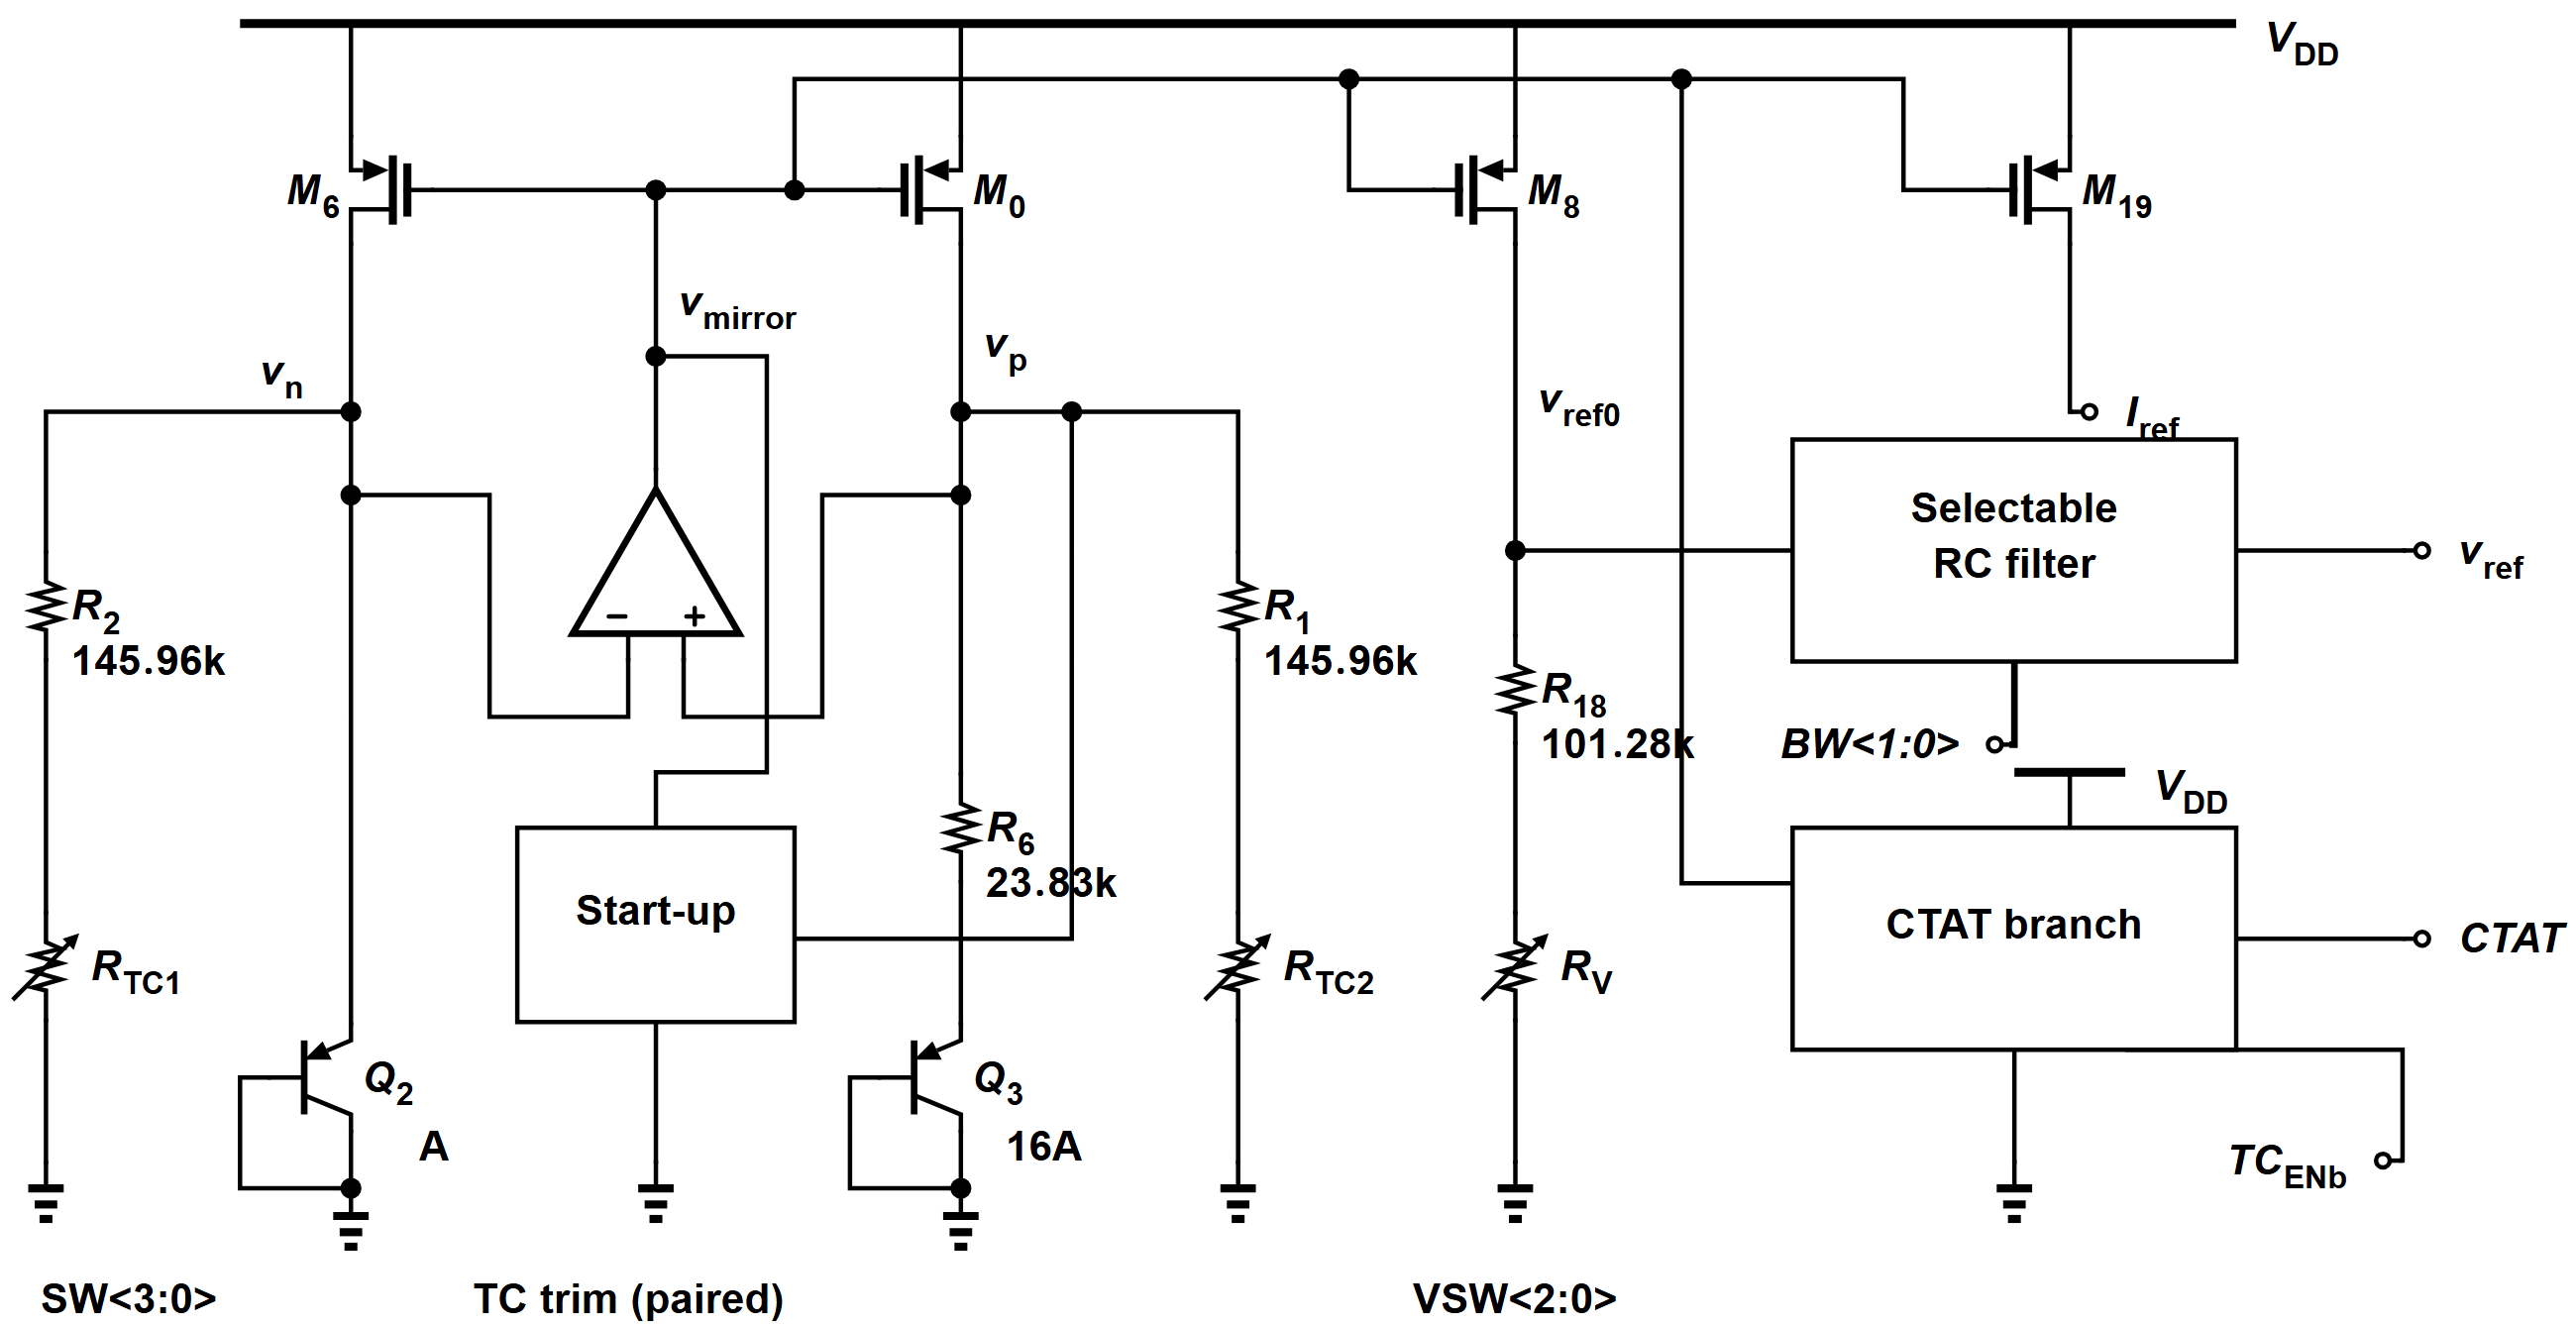 VDD
M6
M0
M8
M19
vmirror
vn
vp
vref0
Iref
Selectable
RC filter
vref
−
+
R2
145.96k
R1
145.96k
R18
101.28k
BW<1:0>
VDD
R6
23.83k
Start-up
CTAT branch
CTAT
RTC1
RTC2
RV
Q2
A
Q3
16A
TCENb
SW<3:0>
TC trim (paired)
VSW<2:0>